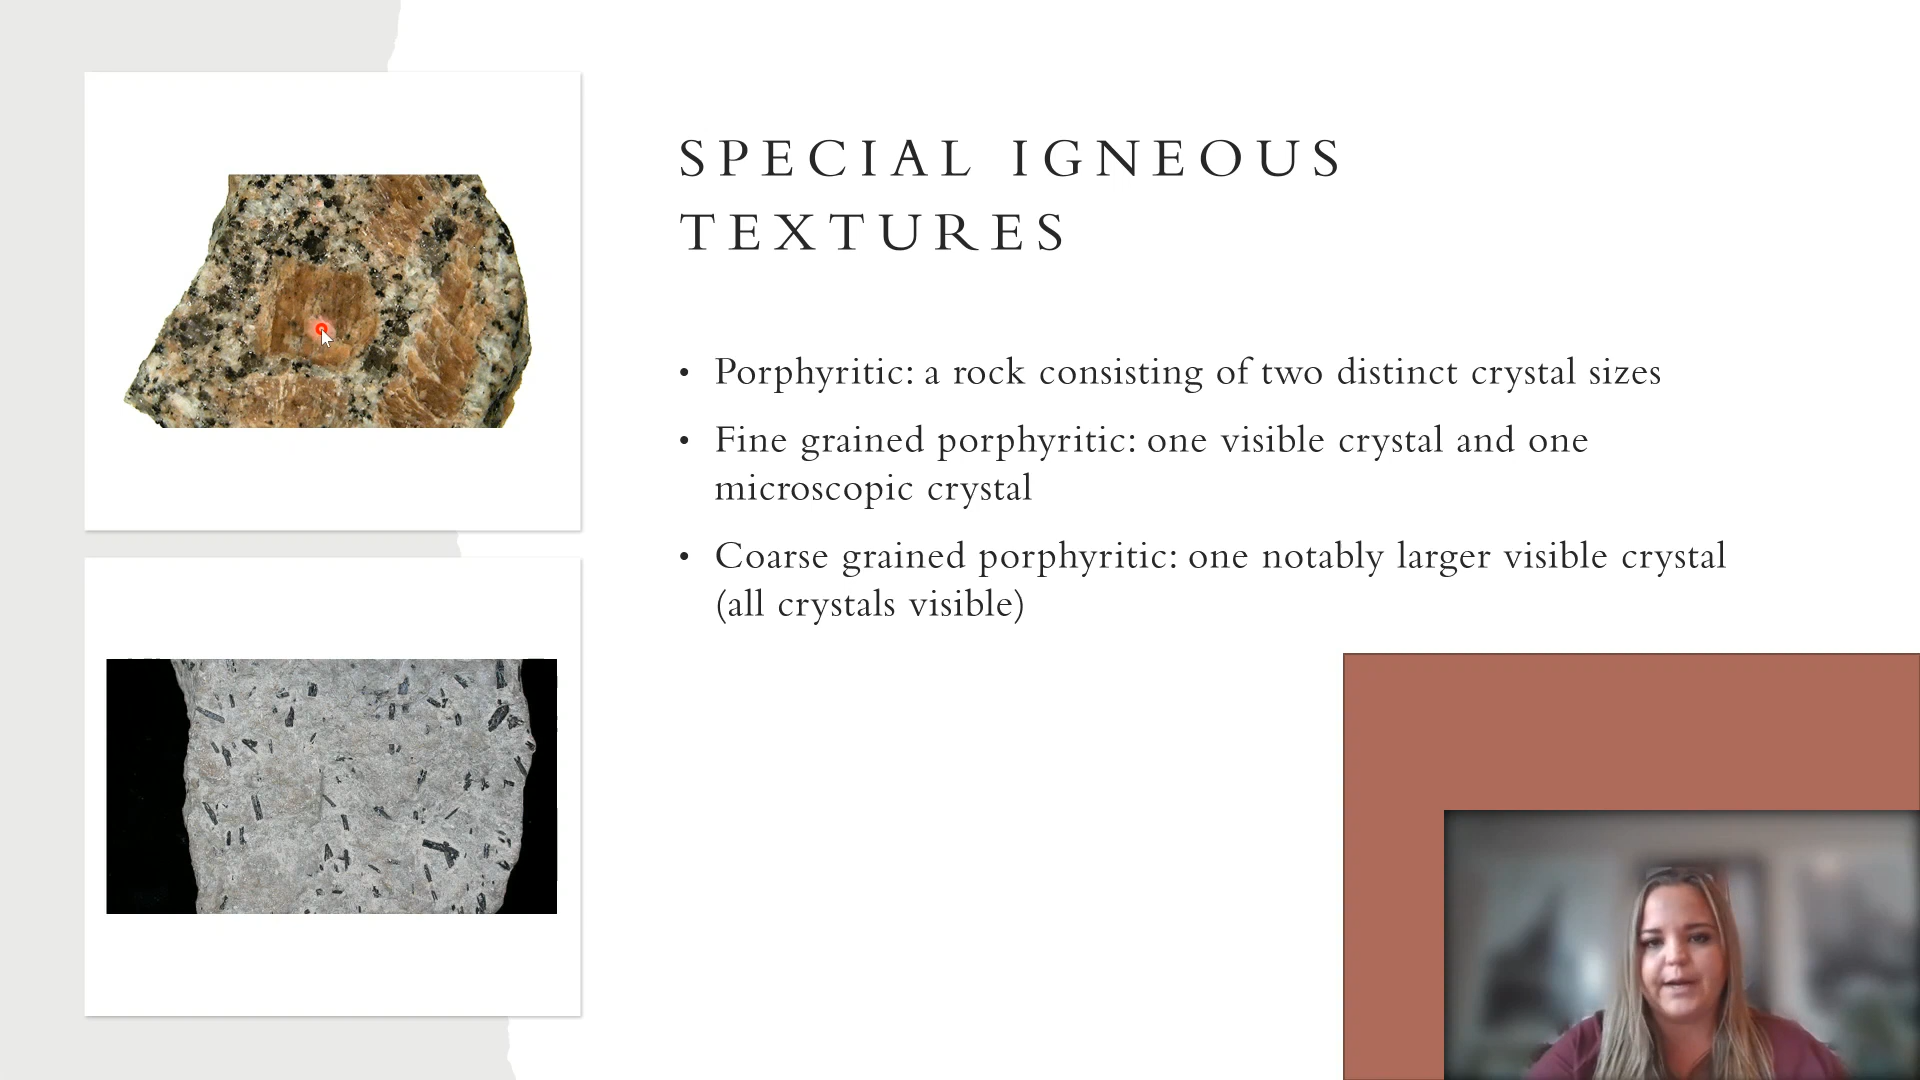 SPECIAL IGNEOUS
TEXTURES
• Porphyritic: a rock consisting of two distinct crystal sizes
• Fine grained porphyritic: one visible crystal and one
microscopic crystal
• Coarse grained porphyritic: one notably larger visible crystal
(all crystals visible)